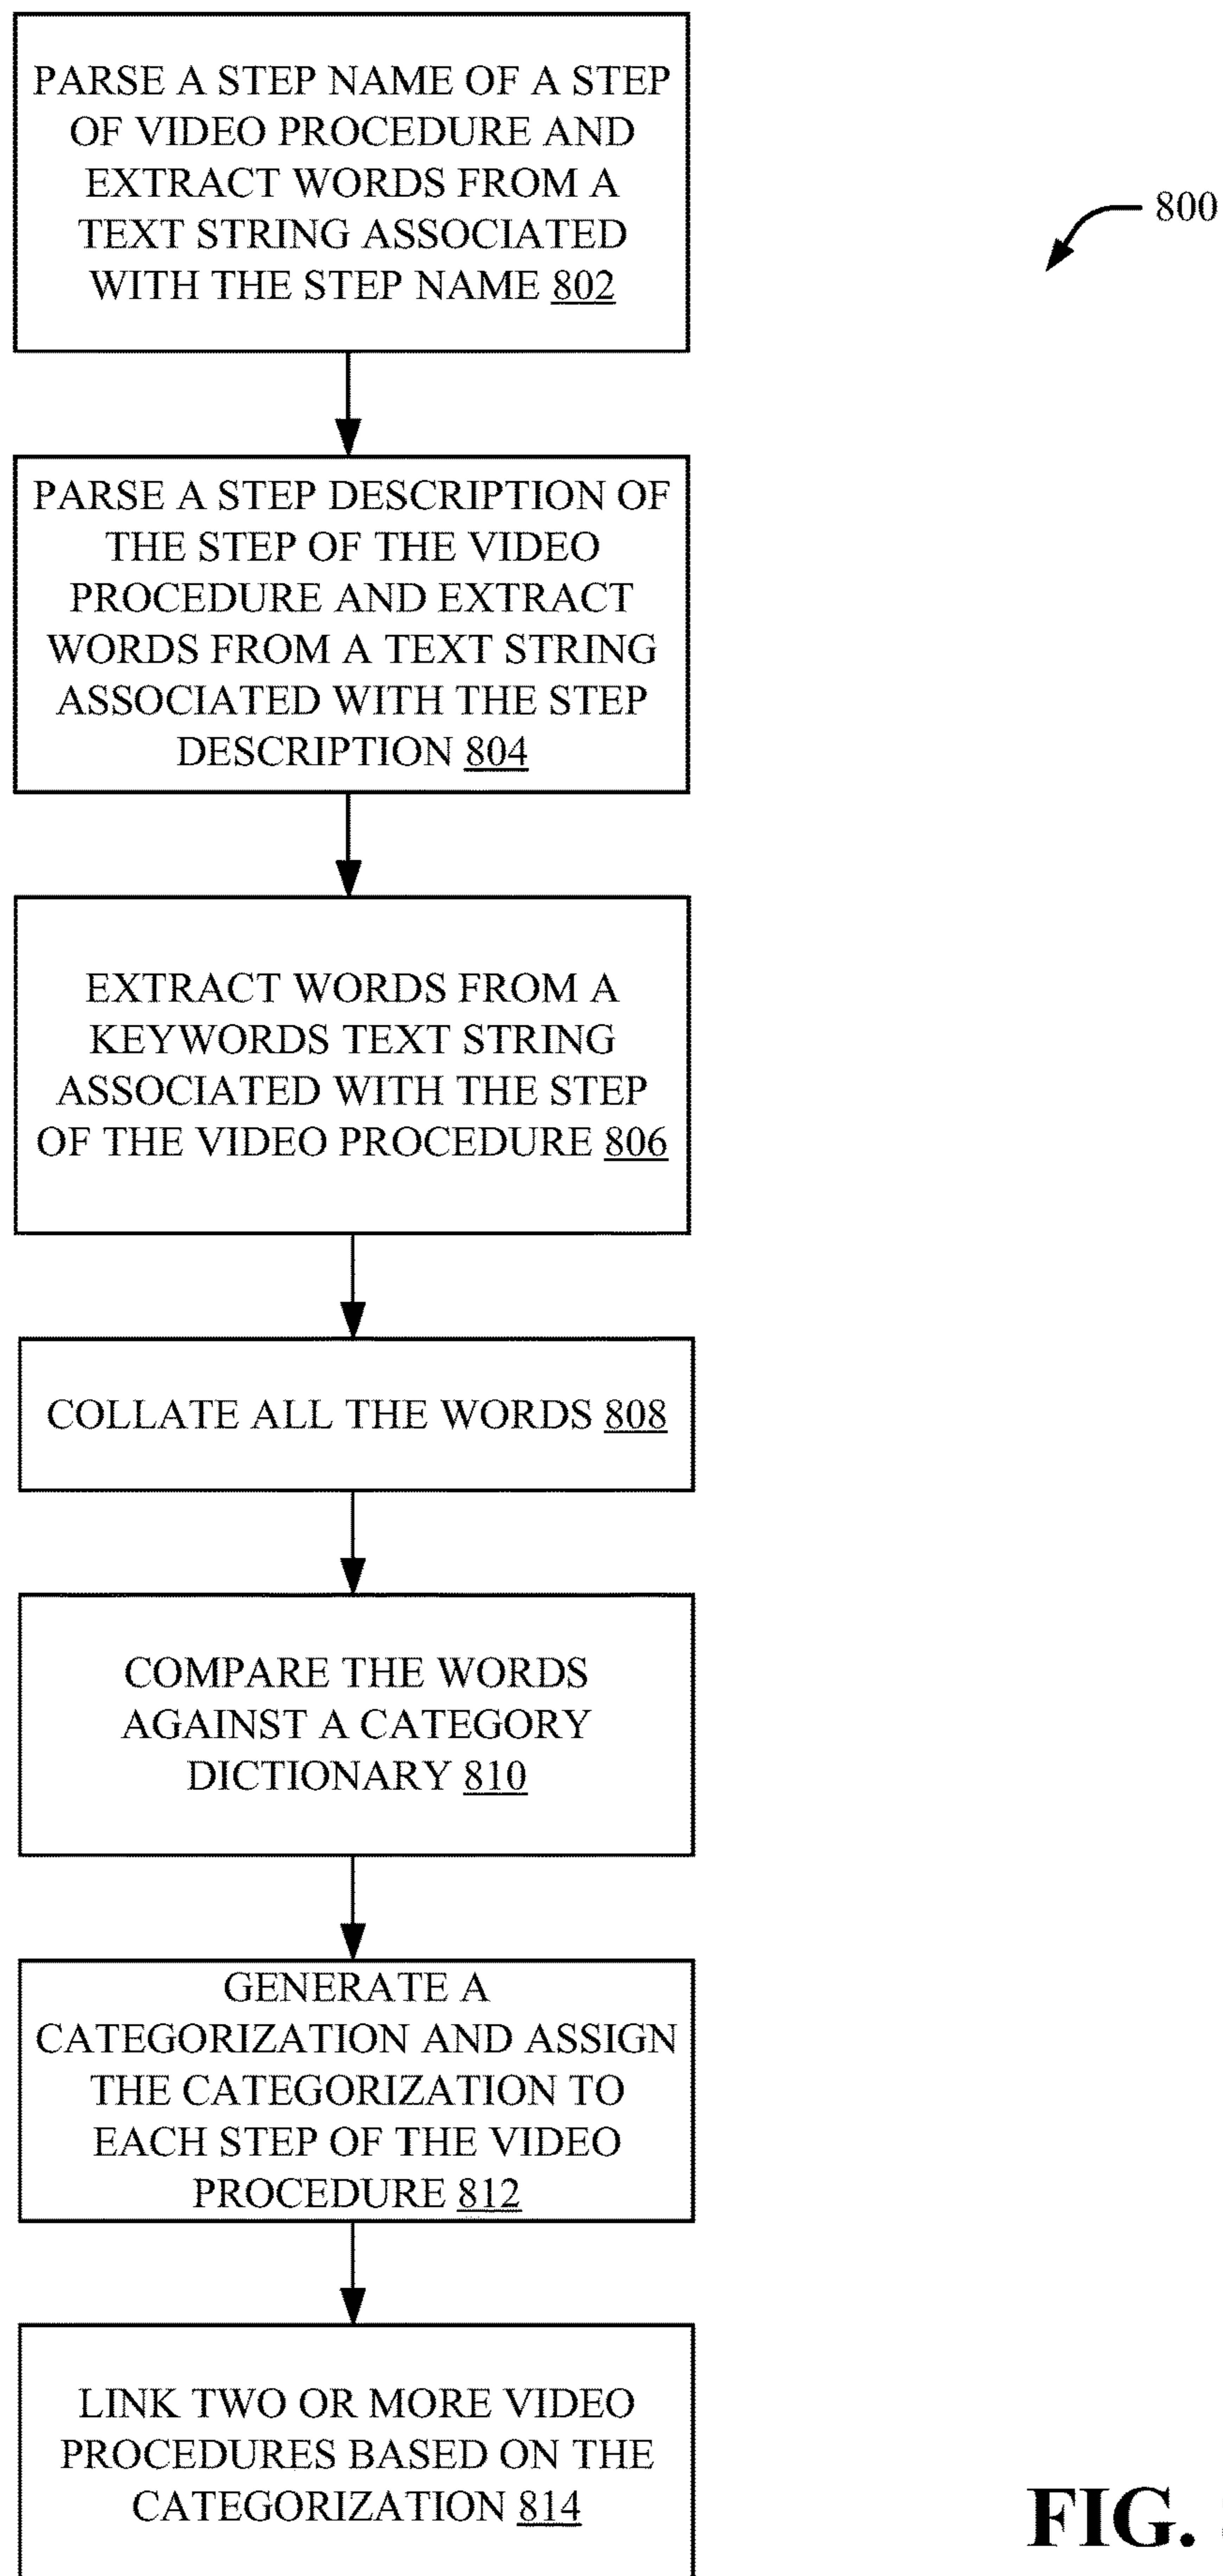 PARSE A STEP NAME OF A STEP
OF VIDEO PROCEDURE AND
EXTRACT WORDS FROM A
TEXT STRING ASSOCIATED
WITH THE STEP NAME 802
800
PARSE A STEP DESCRIPTION OF
THE STEP OF THE VIDEO
PROCEDURE AND EXTRACT
WORDS FROM A TEXT STRING
ASSOCIATED WITH THE STEP
DESCRIPTION 804
EXTRACT WORDS FROM A
KEYWORDS TEXT STRING
ASSOCIATED WITH THE STEP
OF THE VIDEO PROCEDURE 806
COLLATE ALL THE WORDS 808
COMPARE THE WORDS
AGAINST A CATEGORY
DICTIONARY 810
GENERATE A
CATEGORIZATION AND ASSIGN
THE CATEGORIZATION TO
EACH STEP OF THE VIDEO
PROCEDURE 812
LINK TWO OR MORE VIDEO
PROCEDURES BASED ON THE
CATEGORIZATION 814
FIG.